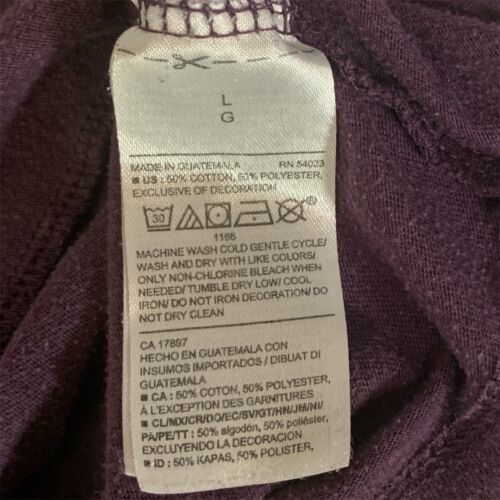 L
G
MADE IN GUATEMALA RN 54023
■ US : 50% COTTON, 50% POLYESTER,
EXCLUSIVE OF DECORATION
30
1166
MACHINE WASH COLD GENTLE CYCLE/
WASH AND DRY WITH LIKE COLORS/
ONLY NON-CHLORINE BLEACH WHEN
NEEDED/ TUMBLE DRY LOW/ COOL
IRON/ DO NOT IRON DECORATION/ DO
NOT DRY CLEAN
CA 17897
HECHO EN GUATEMALA CON
INSUMOS IMPORTADOS / DIBUAT DI
GUATEMALA
■ CA : 50% COTON, 50% POLYESTER,
À L'EXCEPTION DES GARNITURES
■ CL/MX/CR/DO/EC/SV/GT/HN/JM/NI/
PA/PE/TT : 50% algodón, 50% poliéster,
EXCLUYENDO LA DECORACION
■ ID : 50% KAPAS, 50% POLISTER,